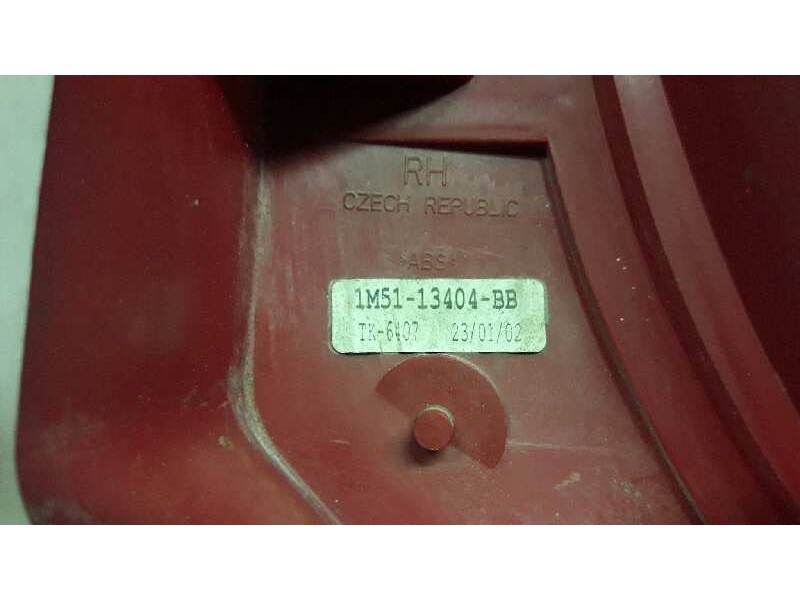 RH
CZECH REPUBLIC
>ABS<
1M51-13404-BB
TK-6407 23/01/02